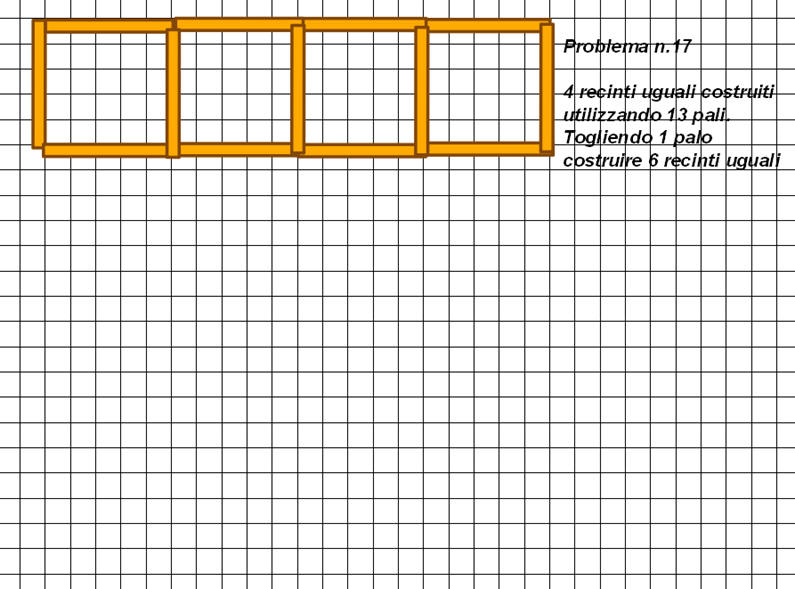 Problema n.17
4 recinti uguali costruiti
utilizzando 13 pali.
Togliendo 1 palo
costruire 6 recinti uguali